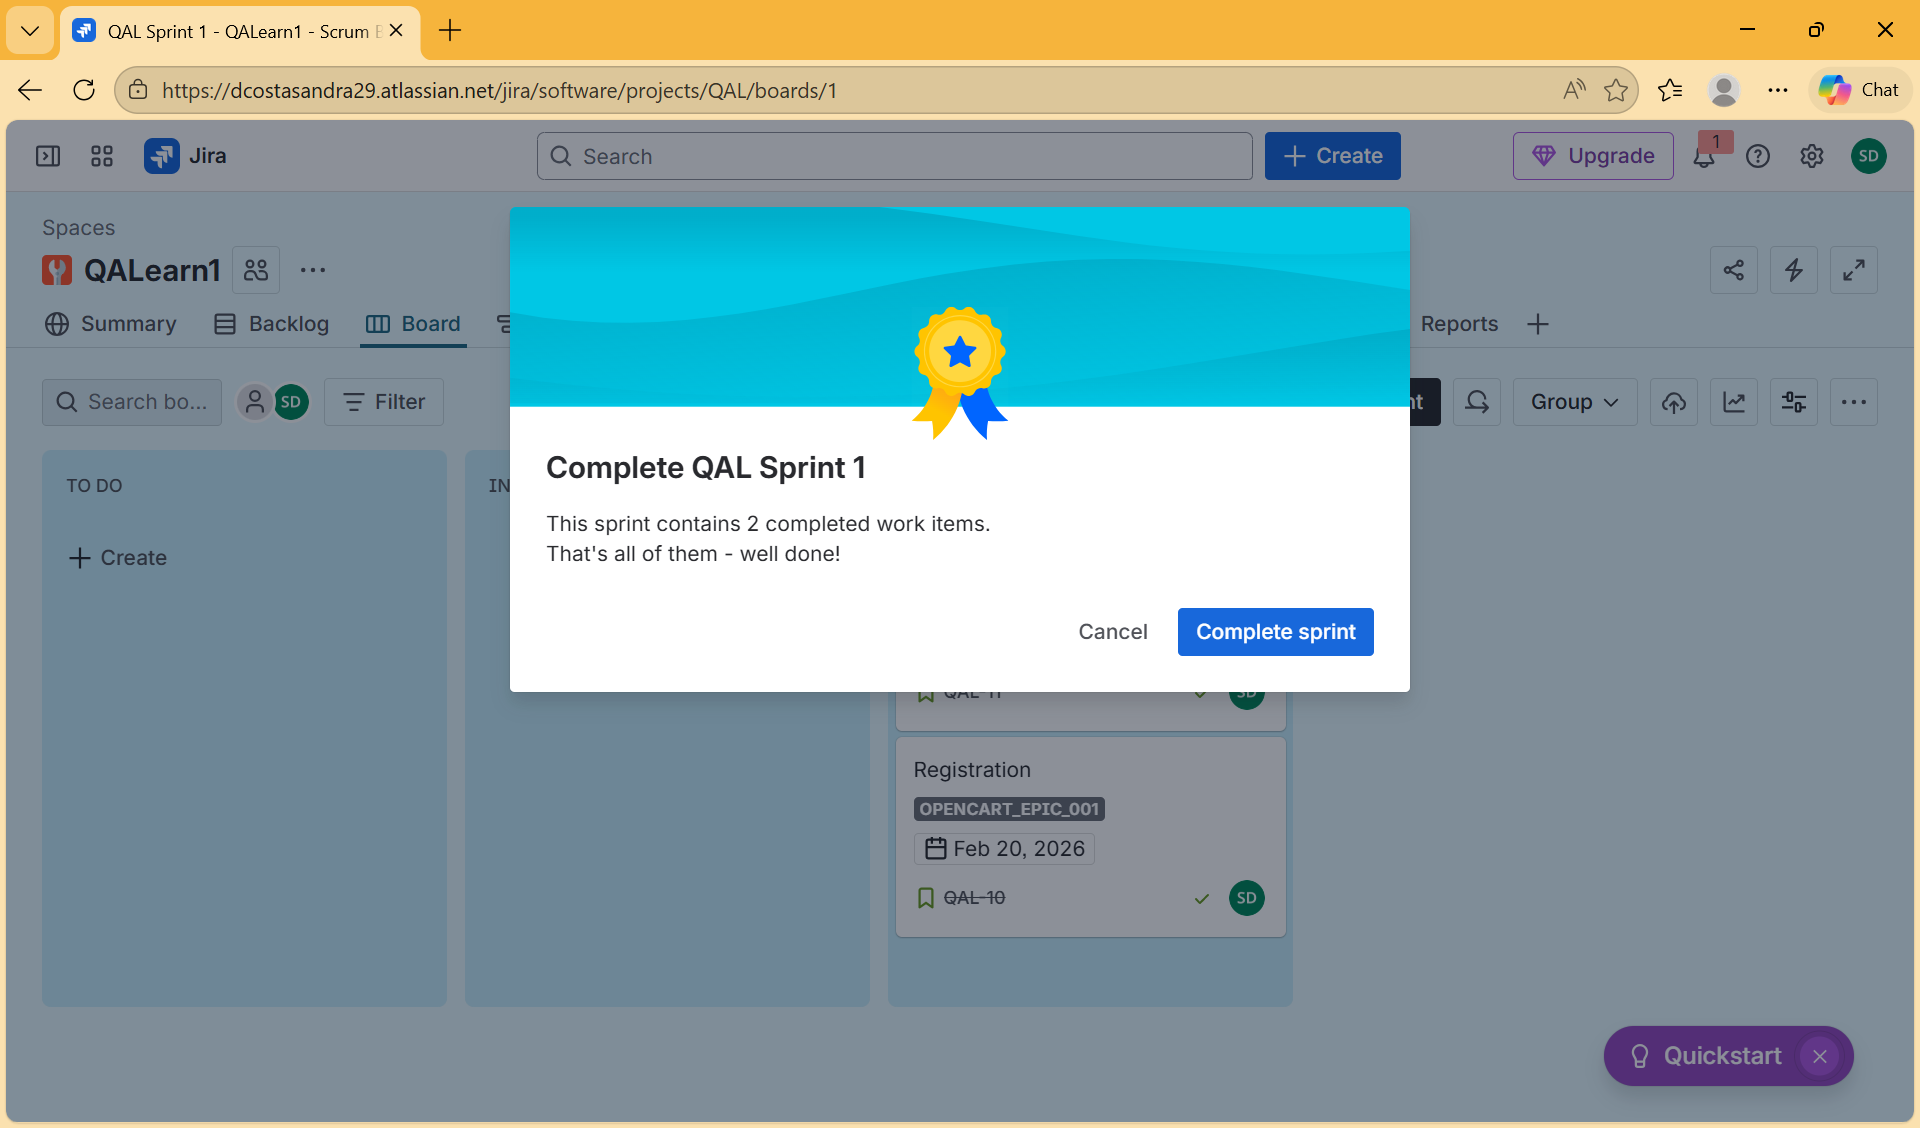 QAL Sprint 1 - QALearn1 - Scrum
https://dcostasandra29.atlassian.net/jira/software/projects/QAL/boards/1
Chat
Jira
Search
Create
Upgrade
1
SD
Spaces
QALearn1
Summary
Backlog
Board
Reports
Search bo...
SD
Filter
Group
TO DO
IN
Create
Complete QAL Sprint 1
This sprint contains 2 completed work items.
That's all of them - well done!
Cancel
Complete sprint
QAL-11
SD
Registration
OPENCART_EPIC_001
Feb 20, 2026
QAL-10
SD
Quickstart